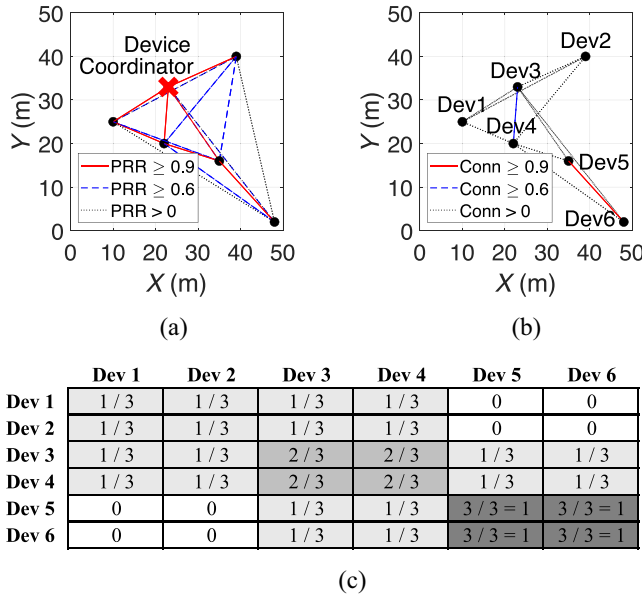 50
40
30
20
10
0
Y (m)
Device
Coordinator
PRR ≥ 0.9
PRR ≥ 0.6
PRR > 0
0 10 20 30 40 50
X (m)
(a)
50
40
30
20
10
0
Dev2
Dev3
Dev1
Dev4
Dev5
Dev6
Conn ≥ 0.9
Conn ≥ 0.6
Conn > 0
0 10 20 30 40 50
Y (m)
X (m)
(b)
Dev 1 Dev 2 Dev 3 Dev 4 Dev 5 Dev 6
Dev 1 1 / 3 1 / 3 1 / 3 1 / 3 0 0
Dev 2 1 / 3 1 / 3 1 / 3 1 / 3 0 0
Dev 3 1 / 3 1 / 3 2 / 3 2 / 3 1 / 3 1 / 3
Dev 4 1 / 3 1 / 3 2 / 3 2 / 3 1 / 3 1 / 3
Dev 5 0 0 1 / 3 1 / 3 3 / 3 = 1 3 / 3 = 1
Dev 6 0 0 1 / 3 1 / 3 3 / 3 = 1 3 / 3 = 1
(c)